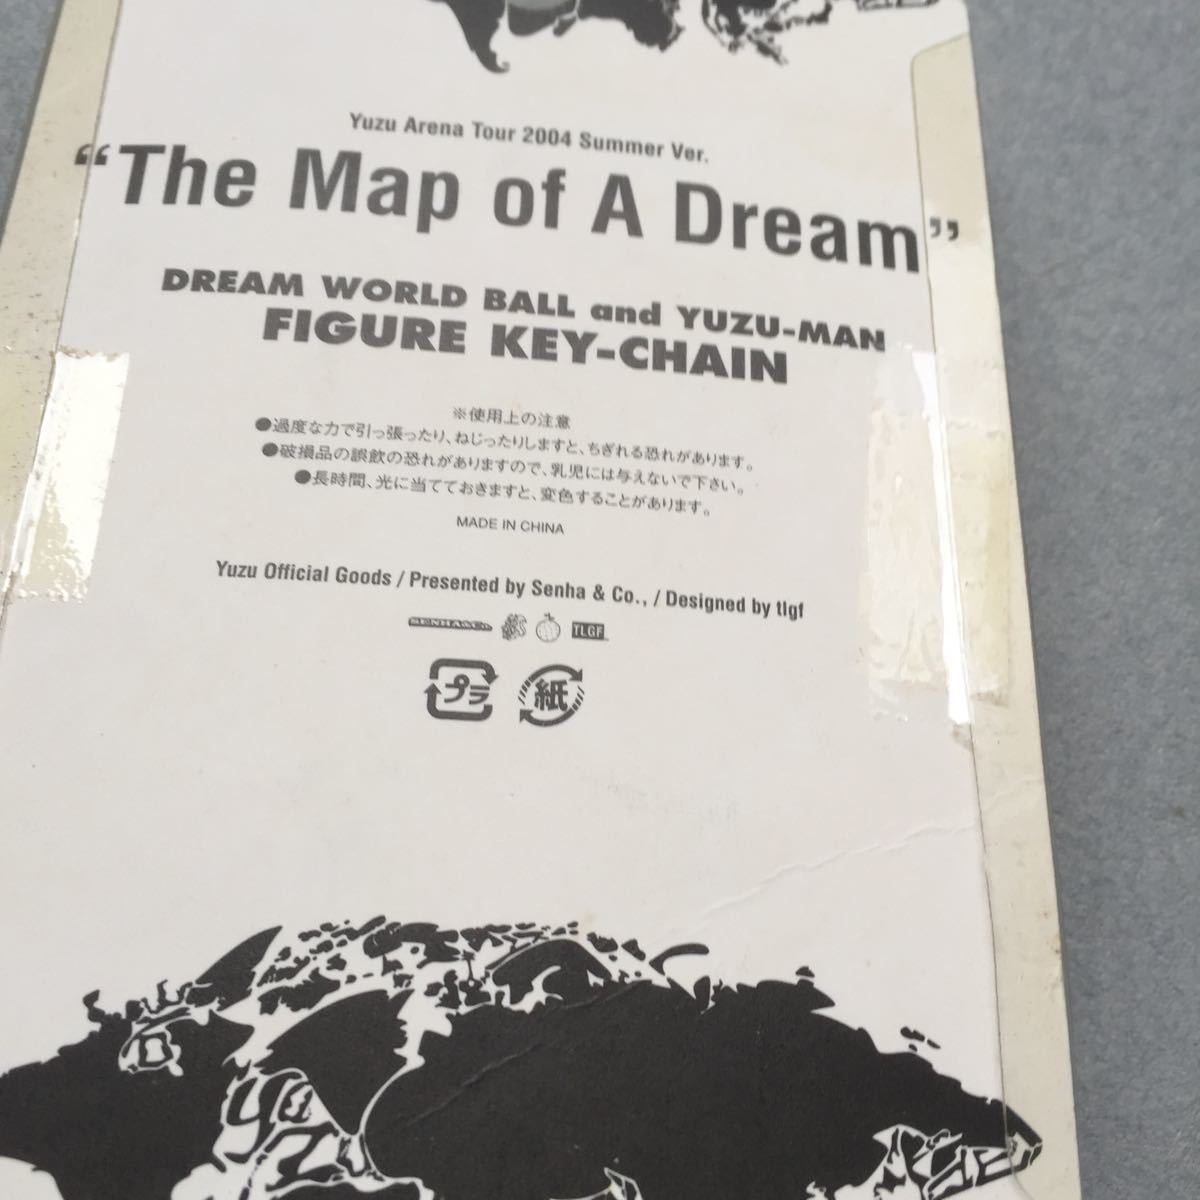 Yuzu Arena Tour 2004 Summer Ver.
“The Map of A Dream”
DREAM WORLD BALL and YUZU-MAN
FIGURE KEY-CHAIN
※使用上の注意
●過度な力で引っ張ったり、ねじったりしますと、ちぎれる恐れがあります。
●破損品の誤飲の恐れがありますので、乳児には与えないで下さい。
●長時間、光に当てておきますと、変色することがあります。
MADE IN CHINA
Yuzu Official Goods / Presented by Senha & Co., / Designed by tlgf
SENHA&Co. TLGF
プラ 紙